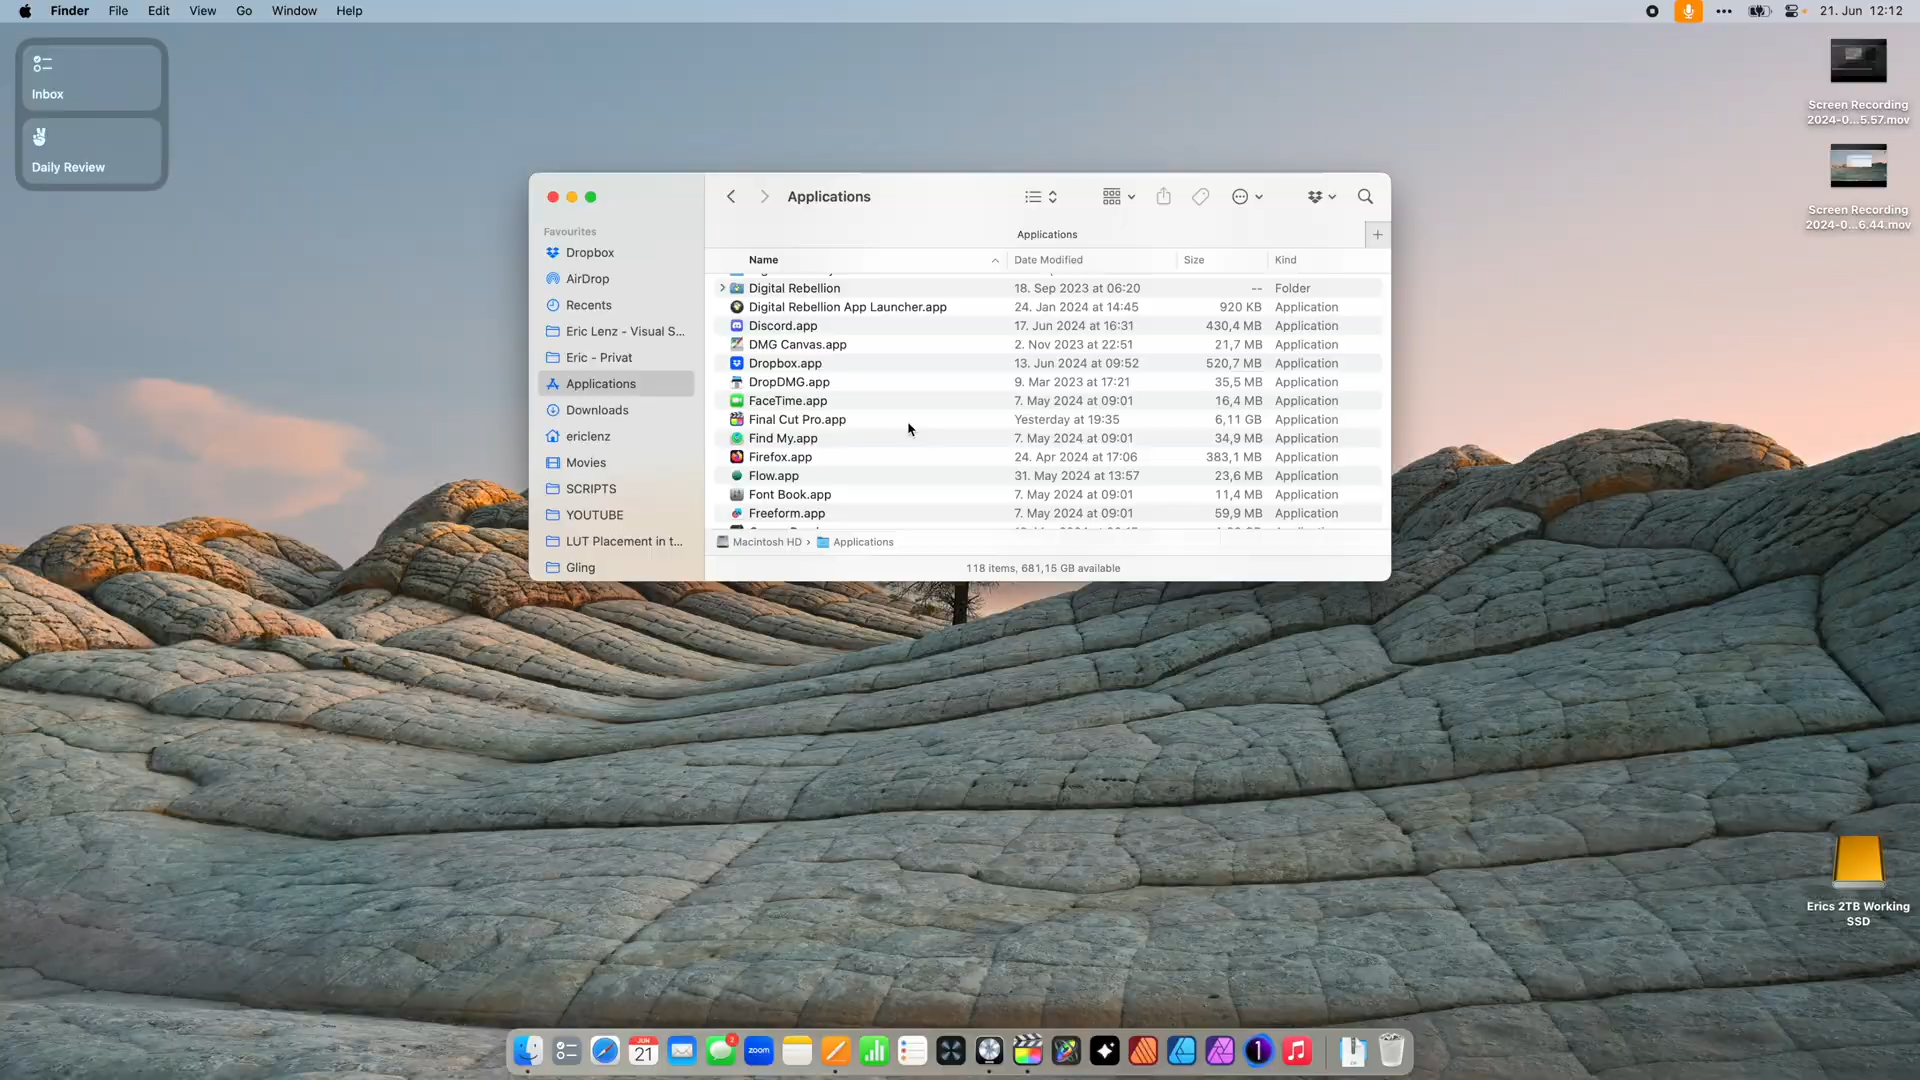 Finder File Edit View Go Window Help
21. Jun 12:12
Inbox
Daily Review
Screen Recording
2024-0...5.57.mov
Screen Recording
2024-0...6.44.mov
Erics 2TB Working
SSD
Applications
Favourites
Dropbox
AirDrop
Recents
Eric Lenz - Visual S...
Eric - Privat
Applications
Downloads
ericlenz
Movies
SCRIPTS
YOUTUBE
LUT Placement in t...
Gling
Applications
Name Date Modified Size Kind
Digital Rebellion 18. Sep 2023 at 06:20 -- Folder
Digital Rebellion App Launcher.app 24. Jan 2024 at 14:45 920 KB Application
Discord.app 17. Jun 2024 at 16:31 430,4 MB Application
DMG Canvas.app 2. Nov 2023 at 22:51 21,7 MB Application
Dropbox.app 13. Jun 2024 at 09:52 520,7 MB Application
DropDMG.app 9. Mar 2023 at 17:21 35,5 MB Application
FaceTime.app 7. May 2024 at 09:01 16,4 MB Application
Final Cut Pro.app Yesterday at 19:35 6,11 GB Application
Find My.app 7. May 2024 at 09:01 34,9 MB Application
Firefox.app 24. Apr 2024 at 17:06 383,1 MB Application
Flow.app 31. May 2024 at 13:57 23,6 MB Application
Font Book.app 7. May 2024 at 09:01 11,4 MB Application
Freeform.app 7. May 2024 at 09:01 59,9 MB Application
Macintosh HD › Applications
118 items, 681,15 GB available
JUN
21
2
zoom
1